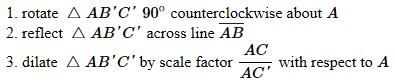 1. rotate △ AB'C' 90° counterclockwise about A
2. reflect △ AB'C' across line A̅B̅
3. dilate △ AB'C' by scale factor AC/AC' with respect to A